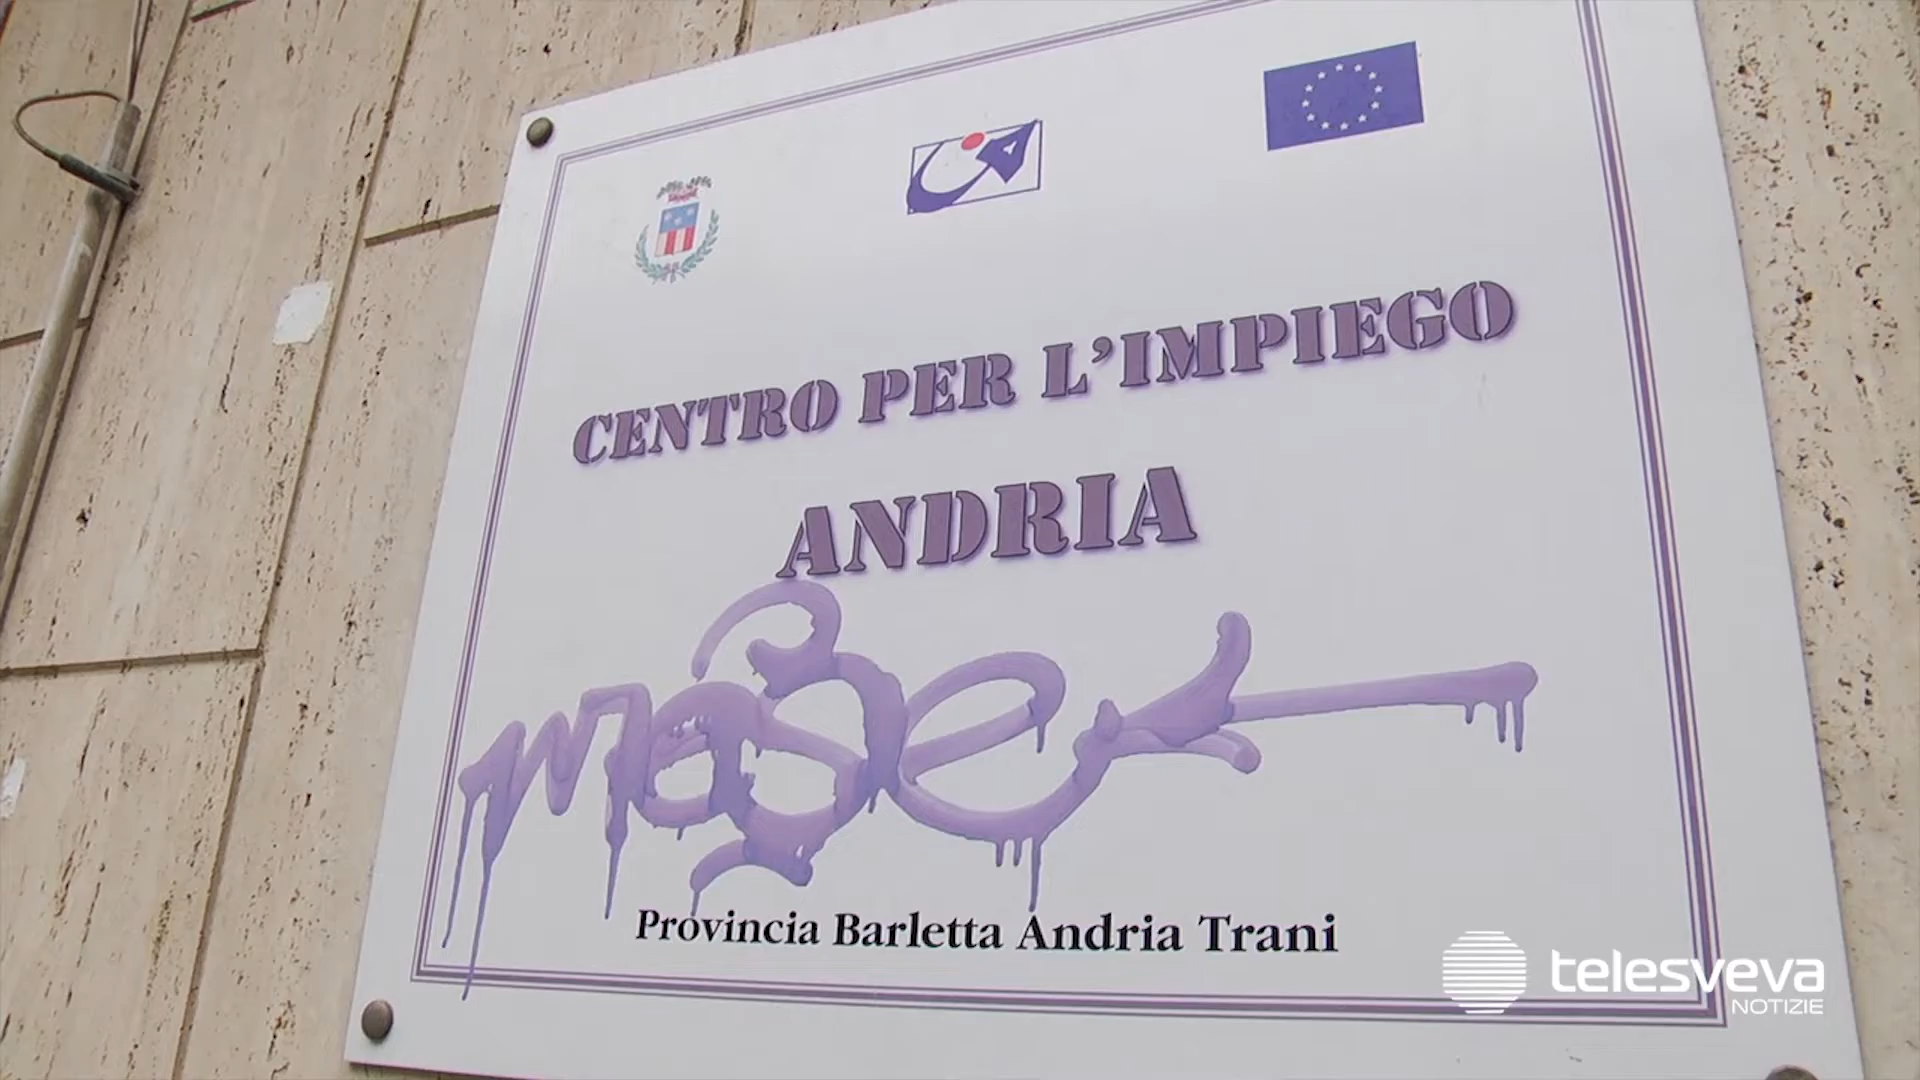 CENTRO PER L'IMPIEGO
ANDRIA
Provincia Barletta Andria Trani
telesveva
NOTIZIE